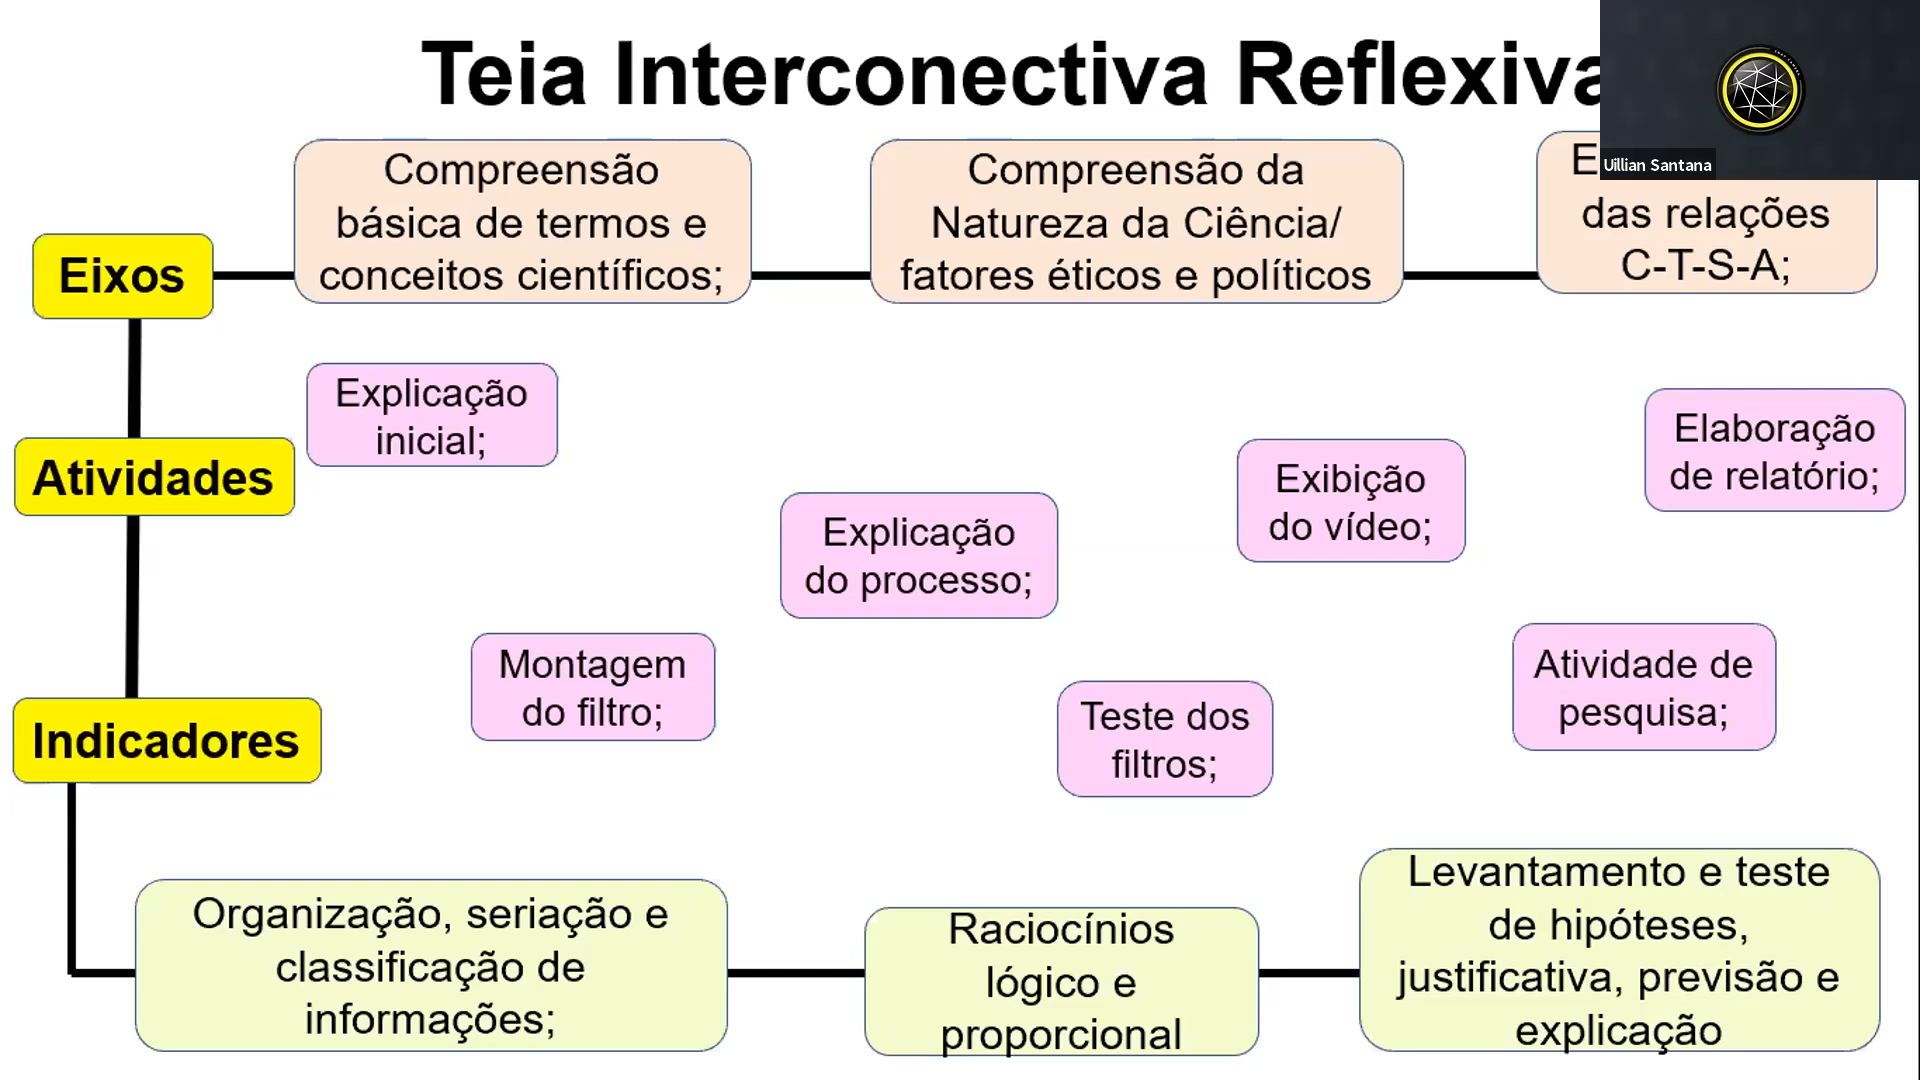 Teia Interconectiva Reflexiva
Uillian Santana
Eixos
Compreensão
básica de termos e
conceitos científicos;
Compreensão da
Natureza da Ciência/
fatores éticos e políticos
das relações
C-T-S-A;
Atividades
Explicação
inicial;
Montagem
do filtro;
Explicação
do processo;
Teste dos
filtros;
Exibição
do vídeo;
Atividade de
pesquisa;
Elaboração
de relatório;
Indicadores
Organização, seriação e
classificação de
informações;
Raciocínios
lógico e
proporcional
Levantamento e teste
de hipóteses,
justificativa, previsão e
explicação